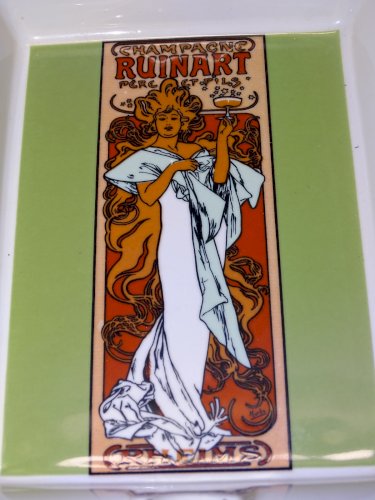 CHAMPAGNE
RUINART
PÈRE ET FILS
REIMS